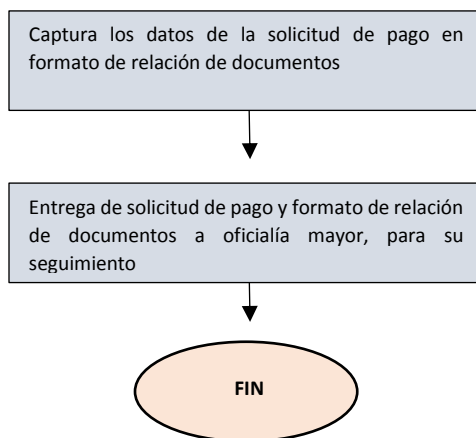 Captura los datos de la solicitud de pago en
formato de relación de documentos
Entrega de solicitud de pago y formato de relación
de documentos a oficialía mayor, para su
seguimiento
FIN